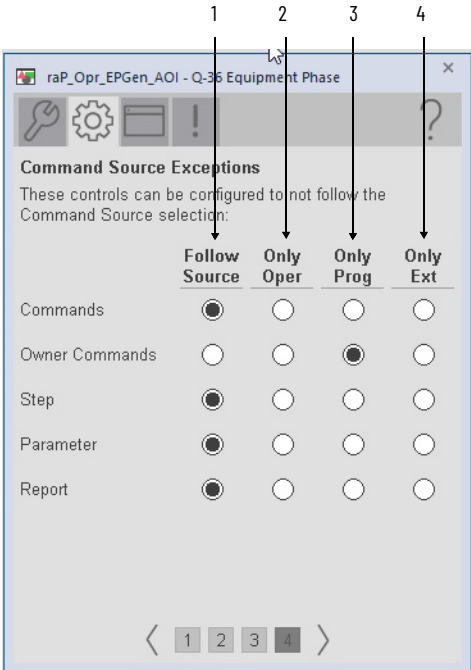 1 2 3 4
raP_Opr_EPGen_AOI - Q-36 Equipment Phase
Command Source Exceptions
These controls can be configured to not follow the
Command Source selection:
Follow Only Only Only
Source Oper Prog Ext
Commands
Owner Commands
Step
Parameter
Report
1 2 3 4